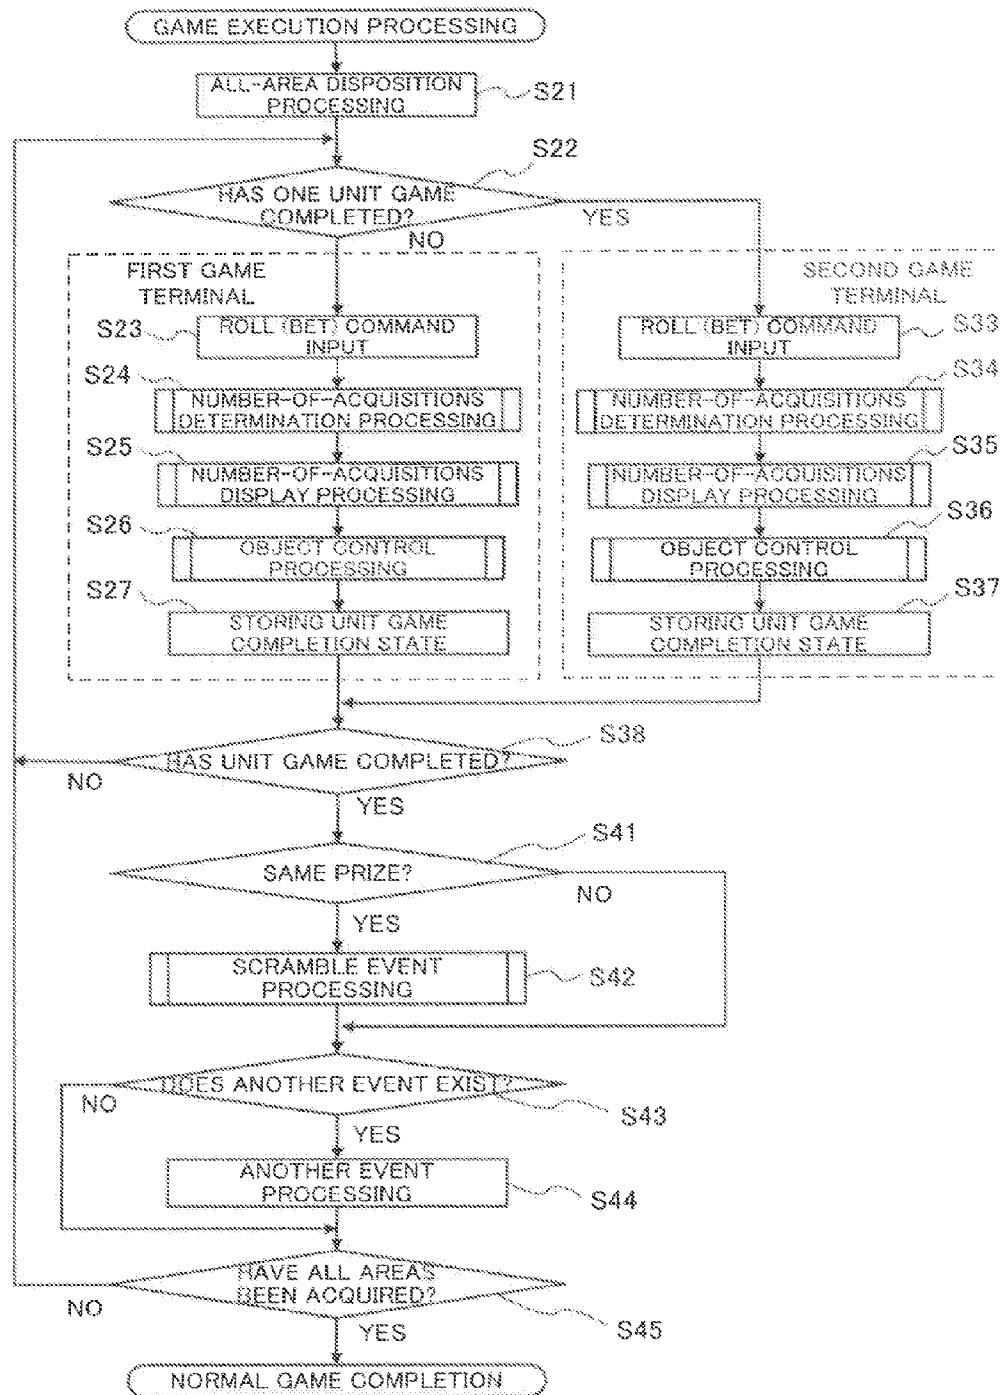 GAME EXECUTION PROCESSING
ALL-AREA DISPOSITION
PROCESSING
S21
S22
HAS ONE UNIT GAME
COMPLETED?
YES
NO
FIRST GAME
TERMINAL
S23
ROLL (BET) COMMAND
INPUT
S24
NUMBER-OF-ACQUISITIONS
DETERMINATION PROCESSING
S25
NUMBER-OF-ACQUISITIONS
DISPLAY PROCESSING
S26
OBJECT CONTROL
PROCESSING
S27
STORING UNIT GAME
COMPLETION STATE
SECOND GAME
TERMINAL
S33
ROLL (BET) COMMAND
INPUT
S34
NUMBER-OF-ACQUISITIONS
DETERMINATION PROCESSING
S35
NUMBER-OF-ACQUISITIONS
DISPLAY PROCESSING
S36
OBJECT CONTROL
PROCESSING
S37
STORING UNIT GAME
COMPLETION STATE
S38
HAS UNIT GAME COMPLETED?
NO
YES
S41
SAME PRIZE?
NO
YES
SCRAMBLE EVENT
PROCESSING
S42
DOES ANOTHER EVENT EXIST?
NO
S43
YES
ANOTHER EVENT
PROCESSING
S44
HAVE ALL AREAS
BEEN ACQUIRED?
NO
S45
YES
NORMAL GAME COMPLETION